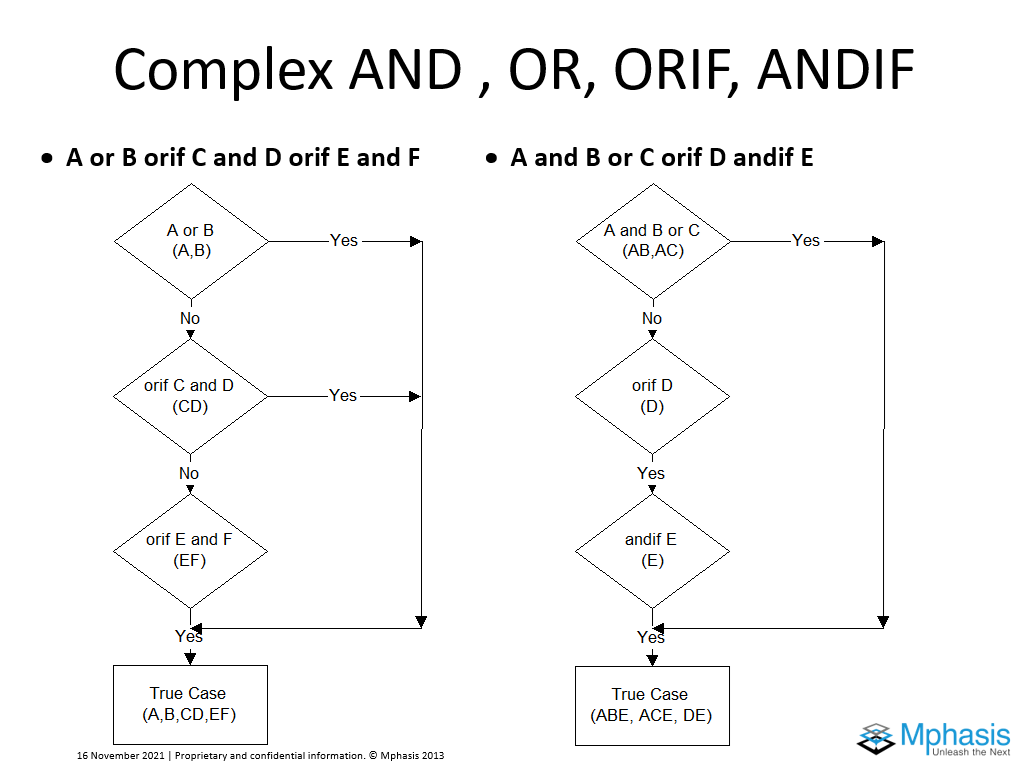 Complex AND , OR, ORIF, ANDIF
• A or B orif C and D orif E and F
A or B
(A,B)
Yes
No
orif C and D
(CD)
Yes
No
orif E and F
(EF)
Yes
True Case
(A,B,CD,EF)
• A and B or C orif D andif E
A and B or C
(AB,AC)
Yes
No
orif D
(D)
Yes
andif E
(E)
Yes
True Case
(ABE, ACE, DE)
16 November 2021 | Proprietary and confidential information. © Mphasis 2013
Mphasis
Unleash the Next